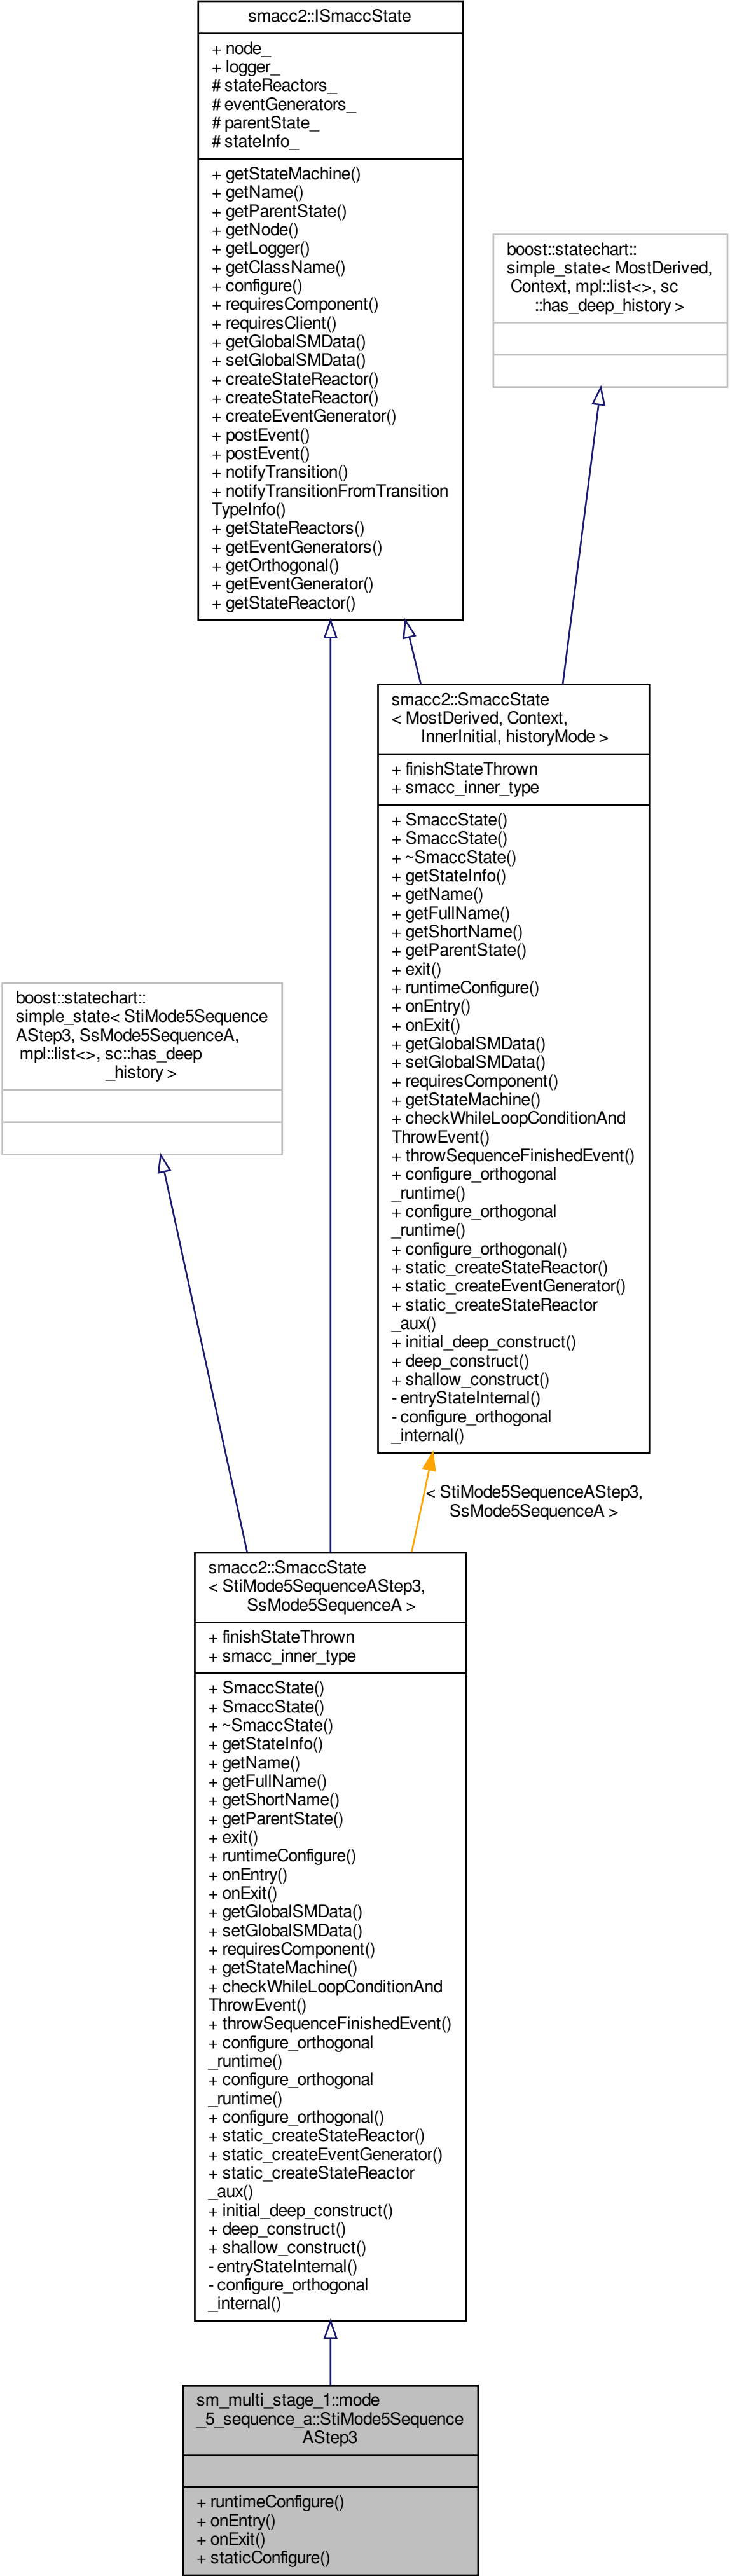 smacc2::ISmaccState
+ node_
+ logger_
# stateReactors_
# eventGenerators_
# parentState_
# stateInfo_
+ getStateMachine()
+ getName()
+ getParentState()
+ getNode()
+ getLogger()
+ getClassName()
+ configure()
+ requiresComponent()
+ requiresClient()
+ getGlobalSMData()
+ setGlobalSMData()
+ createStateReactor()
+ createStateReactor()
+ createEventGenerator()
+ postEvent()
+ postEvent()
+ notifyTransition()
+ notifyTransitionFromTransition
TypeInfo()
+ getStateReactors()
+ getEventGenerators()
+ getOrthogonal()
+ getEventGenerator()
+ getStateReactor()
boost::statechart::
simple_state< MostDerived,
Context, mpl::list<>, sc
::has_deep_history >
smacc2::SmaccState
< MostDerived, Context,
InnerInitial, historyMode >
+ finishStateThrown
+ smacc_inner_type
+ SmaccState()
+ SmaccState()
+ ~SmaccState()
+ getStateInfo()
+ getName()
+ getFullName()
+ getShortName()
+ getParentState()
+ exit()
+ runtimeConfigure()
+ onEntry()
+ onExit()
+ getGlobalSMData()
+ setGlobalSMData()
+ requiresComponent()
+ getStateMachine()
+ checkWhileLoopConditionAnd
ThrowEvent()
+ throwSequenceFinishedEvent()
+ configure_orthogonal
_runtime()
+ configure_orthogonal
_runtime()
+ configure_orthogonal()
+ static_createStateReactor()
+ static_createEventGenerator()
+ static_createStateReactor
_aux()
+ initial_deep_construct()
+ deep_construct()
+ shallow_construct()
- entryStateInternal()
- configure_orthogonal
_internal()
boost::statechart::
simple_state< StiMode5Sequence
AStep3, SsMode5SequenceA,
mpl::list<>, sc::has_deep
_history >
< StiMode5SequenceAStep3,
SsMode5SequenceA >
smacc2::SmaccState
< StiMode5SequenceAStep3,
SsMode5SequenceA >
+ finishStateThrown
+ smacc_inner_type
+ SmaccState()
+ SmaccState()
+ ~SmaccState()
+ getStateInfo()
+ getName()
+ getFullName()
+ getShortName()
+ getParentState()
+ exit()
+ runtimeConfigure()
+ onEntry()
+ onExit()
+ getGlobalSMData()
+ setGlobalSMData()
+ requiresComponent()
+ getStateMachine()
+ checkWhileLoopConditionAnd
ThrowEvent()
+ throwSequenceFinishedEvent()
+ configure_orthogonal
_runtime()
+ configure_orthogonal
_runtime()
+ configure_orthogonal()
+ static_createStateReactor()
+ static_createEventGenerator()
+ static_createStateReactor
_aux()
+ initial_deep_construct()
+ deep_construct()
+ shallow_construct()
- entryStateInternal()
- configure_orthogonal
_internal()
sm_multi_stage_1::mode
_5_sequence_a::StiMode5Sequence
AStep3
+ runtimeConfigure()
+ onEntry()
+ onExit()
+ staticConfigure()